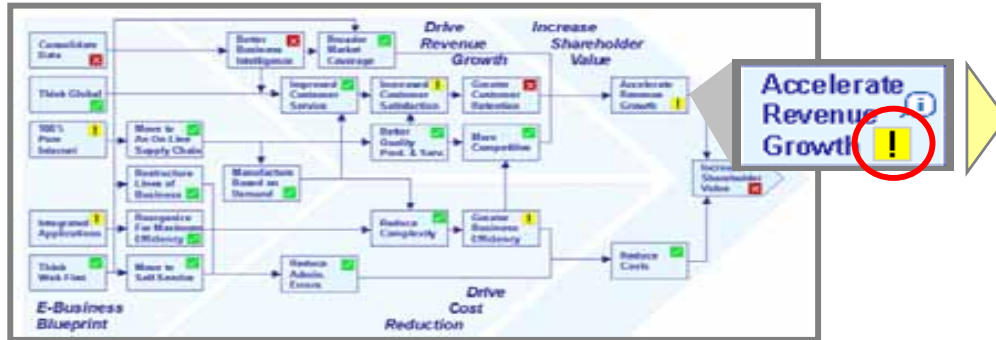 Drive
Revenue
Growth
Increase
Shareholder
Value
Consolidate
Data
Better
Business
Intelligence
Broader
Market
Coverage
Think Global
Improved
Customer
Service
Increased
Customer
Satisfaction
Greater
Customer
Retention
Accelerate
Revenue
Growth
!
Accelerate
Revenue
Growth
!
100%
Pure
Internet
!
Move to
An On-Line
Supply Chain
Better
Quality
Prod. & Serv.
More
Competitive
Restructure
Lines of
Business
Manufacture
Based on
Demand
Increase
Shareholder
Value
Integrated
Applications
!
Reorganize
For Maximum
Efficiency
Reduce
Complexity
Greater
Business
Efficiency
!
Think
Web First
Move to
Self Service
Reduce
Admin.
Errors
Reduce
Costs
E-Business
Blueprint
Drive
Cost
Reduction